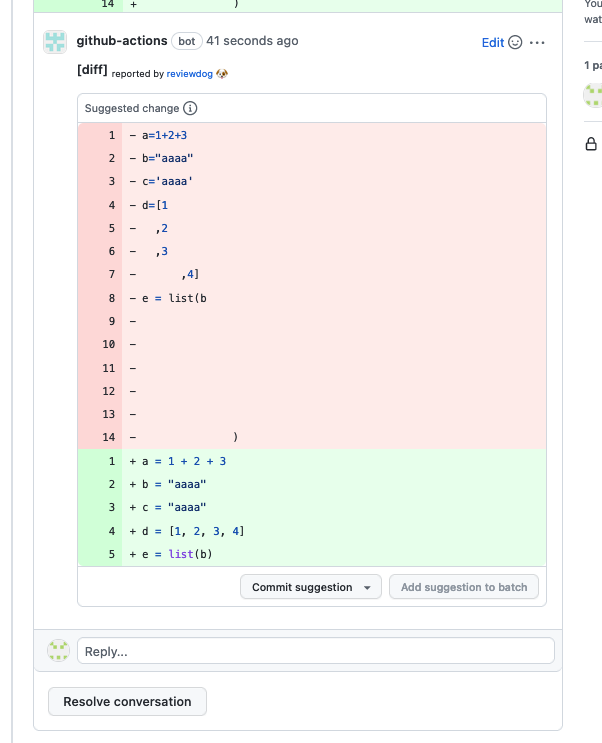 14 + )
You
wat
github-actions bot 41 seconds ago
Edit ...
1 pa
[diff] reported by reviewdog 🐶
Suggested change
1 - a=1+2+3
2 - b="aaaa"
3 - c='aaaa'
4 - d=[1
5 - ,2
6 - ,3
7 - ,4]
8 - e = list(b
9 -
10 -
11 -
12 -
13 -
14 - )
1 + a = 1 + 2 + 3
2 + b = "aaaa"
3 + c = "aaaa"
4 + d = [1, 2, 3, 4]
5 + e = list(b)
Commit suggestion
Add suggestion to batch
Reply...
Resolve conversation